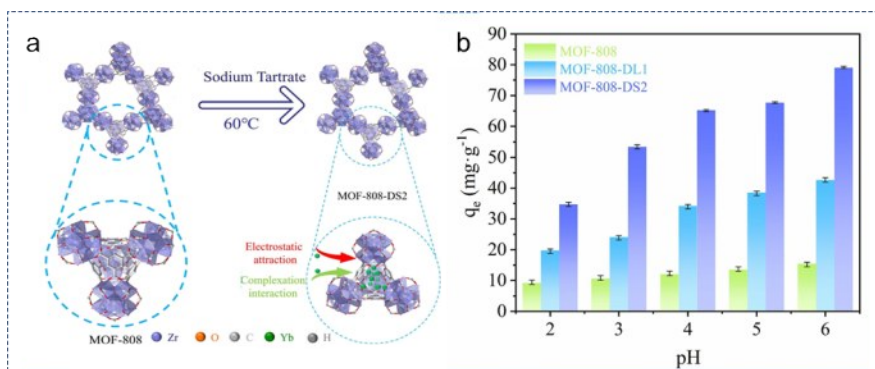 a
Sodium Tartrate
60°C
MOF-808-DS2
Electrostatic
attraction
Complexation
interaction
MOF-808
Zr O C Yb H
b
MOF-808
MOF-808-DL1
MOF-808-DS2
qe (mg·g-1)
90
80
70
60
50
40
30
20
10
0
2 3 4 5 6
pH